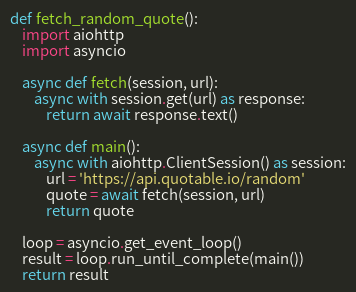 def fetch_random_quote():
    import aiohttp
    import asyncio

    async def fetch(session, url):
        async with session.get(url) as response:
            return await response.text()

    async def main():
        async with aiohttp.ClientSession() as session:
            url = 'https://api.quotable.io/random'
            quote = await fetch(session, url)
            return quote

    loop = asyncio.get_event_loop()
    result = loop.run_until_complete(main())
    return result